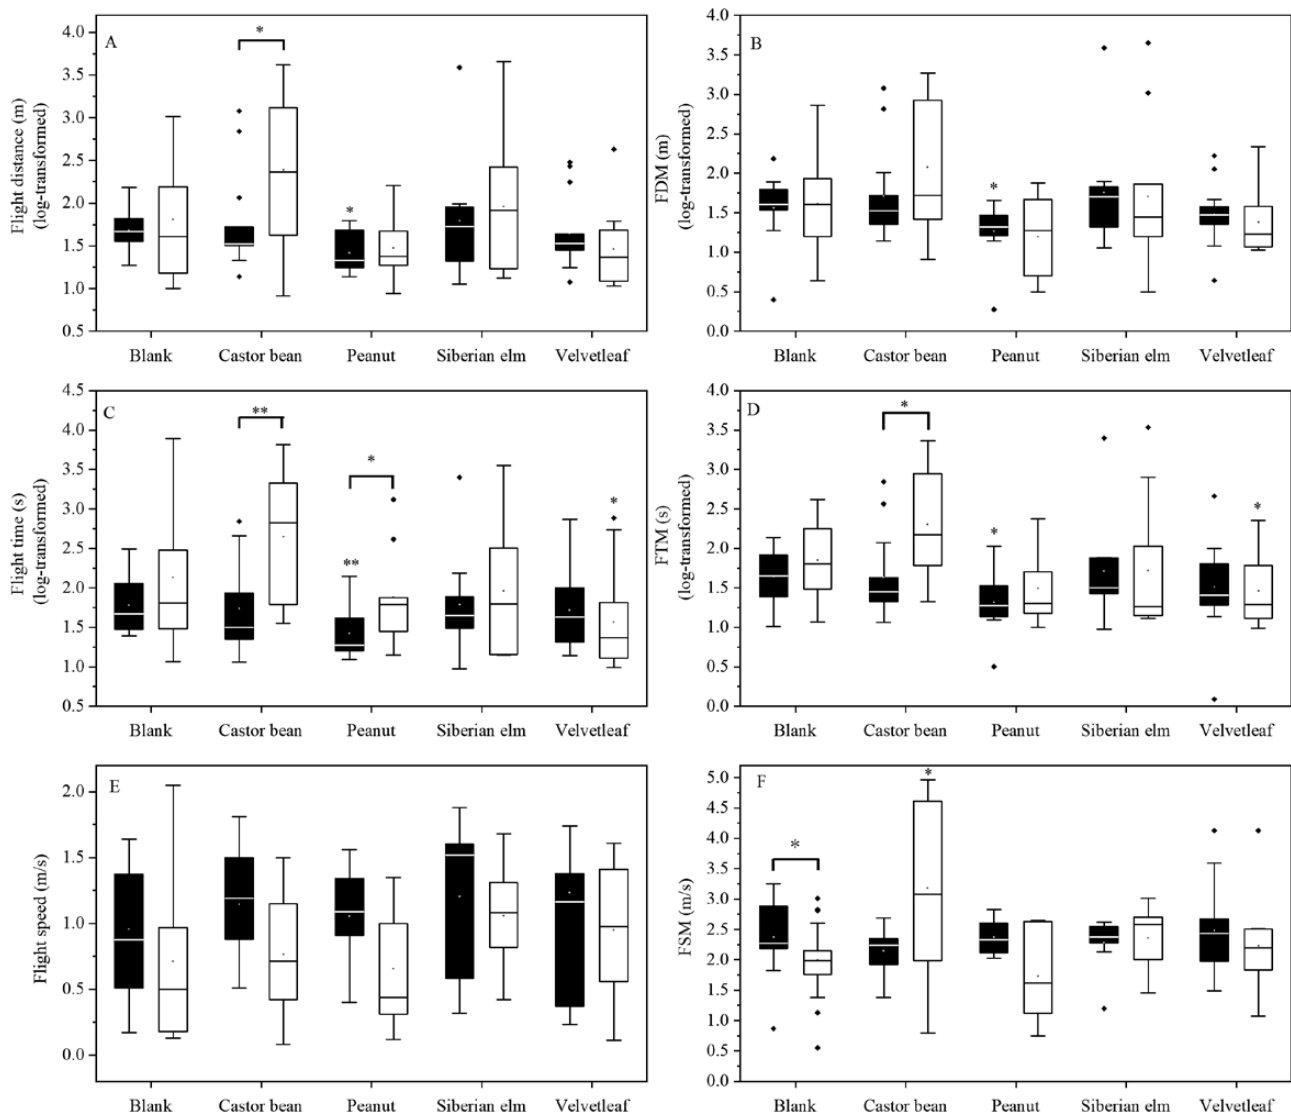 A
*
Flight distance (m)
(log-transformed)
4.0
3.5
3.0
2.5
2.0
1.5
1.0
0.5
*
Blank Castor bean Peanut Siberian elm Velvetleaf
B
FDM (m)
(log-transformed)
4.0
3.5
3.0
2.5
2.0
1.5
1.0
0.5
0.0
*
Blank Castor bean Peanut Siberian elm Velvetleaf
C
Flight time (s)
(log-transformed)
4.5
4.0
3.5
3.0
2.5
2.0
1.5
1.0
0.5
**
*
**
*
Blank Castor bean Peanut Siberian elm Velvetleaf
D
FTM (s)
(log-transformed)
4.0
3.5
3.0
2.5
2.0
1.5
1.0
0.5
0.0
*
*
*
Blank Castor bean Peanut Siberian elm Velvetleaf
E
Flight speed (m/s)
2.0
1.5
1.0
0.5
0.0
Blank Castor bean Peanut Siberian elm Velvetleaf
F
FSM (m/s)
5.0
4.5
4.0
3.5
3.0
2.5
2.0
1.5
1.0
0.5
0.0
*
*
Blank Castor bean Peanut Siberian elm Velvetleaf